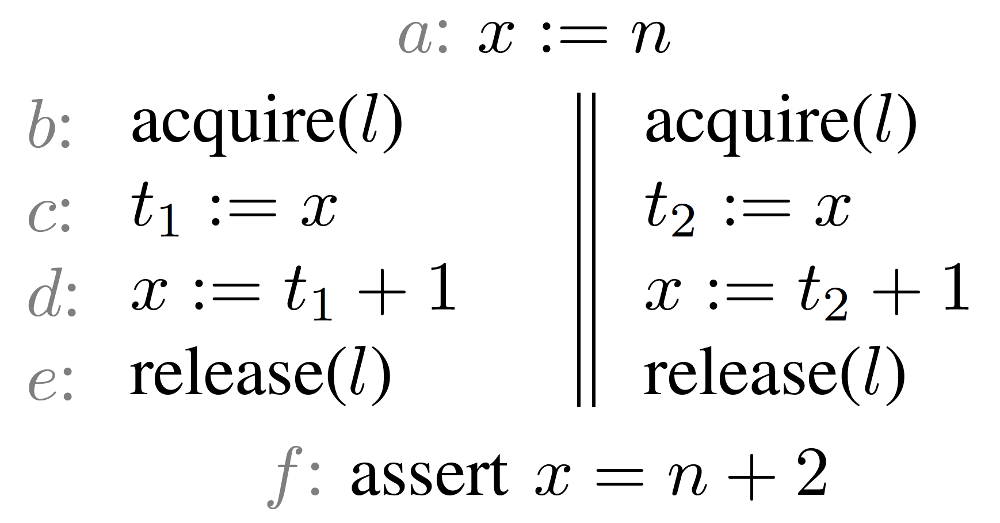 a: x := n
b: acquire(l) ‖ acquire(l)
c: t₁ := x ‖ t₂ := x
d: x := t₁ + 1 ‖ x := t₂ + 1
e: release(l) ‖ release(l)
f: assert x = n + 2